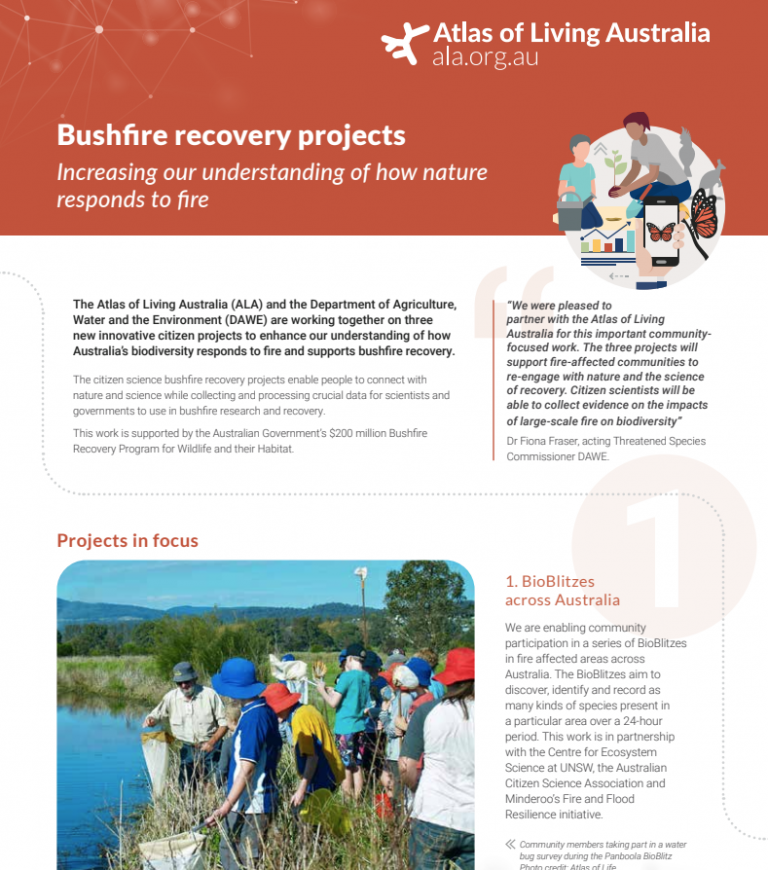 Atlas of Living Australia
ala.org.au
Bushfire recovery projects
Increasing our understanding of how nature
responds to fire
The Atlas of Living Australia (ALA) and the Department of Agriculture,
Water and the Environment (DAWE) are working together on three
new innovative citizen projects to enhance our understanding of how
Australia's biodiversity responds to fire and supports bushfire recovery.
The citizen science bushfire recovery projects enable people to connect with
nature and science while collecting and processing crucial data for scientists and
governments to use in bushfire research and recovery.
This work is supported by the Australian Government's $200 million Bushfire
Recovery Program for Wildlife and their Habitat.
“We were pleased to
partner with the Atlas of Living
Australia for this important community-
focused work. The three projects will
support fire-affected communities to
re-engage with nature and the science
of recovery. Citizen scientists will be
able to collect evidence on the impacts
of large-scale fire on biodiversity”
Dr Fiona Fraser, acting Threatened Species
Commissioner DAWE.
Projects in focus
1
1. BioBlitzes
across Australia
We are enabling community
participation in a series of BioBlitzes
in fire affected areas across
Australia. The BioBlitzes aim to
discover, identify and record as
many kinds of species present in
a particular area over a 24-hour
period. This work is in partnership
with the Centre for Ecosystem
Science at UNSW, the Australian
Citizen Science Association and
Minderoo's Fire and Flood
Resilience initiative.
Community members taking part in a water
bug survey during the Panboola BioBlitz
Photo credit: Atlas of Life